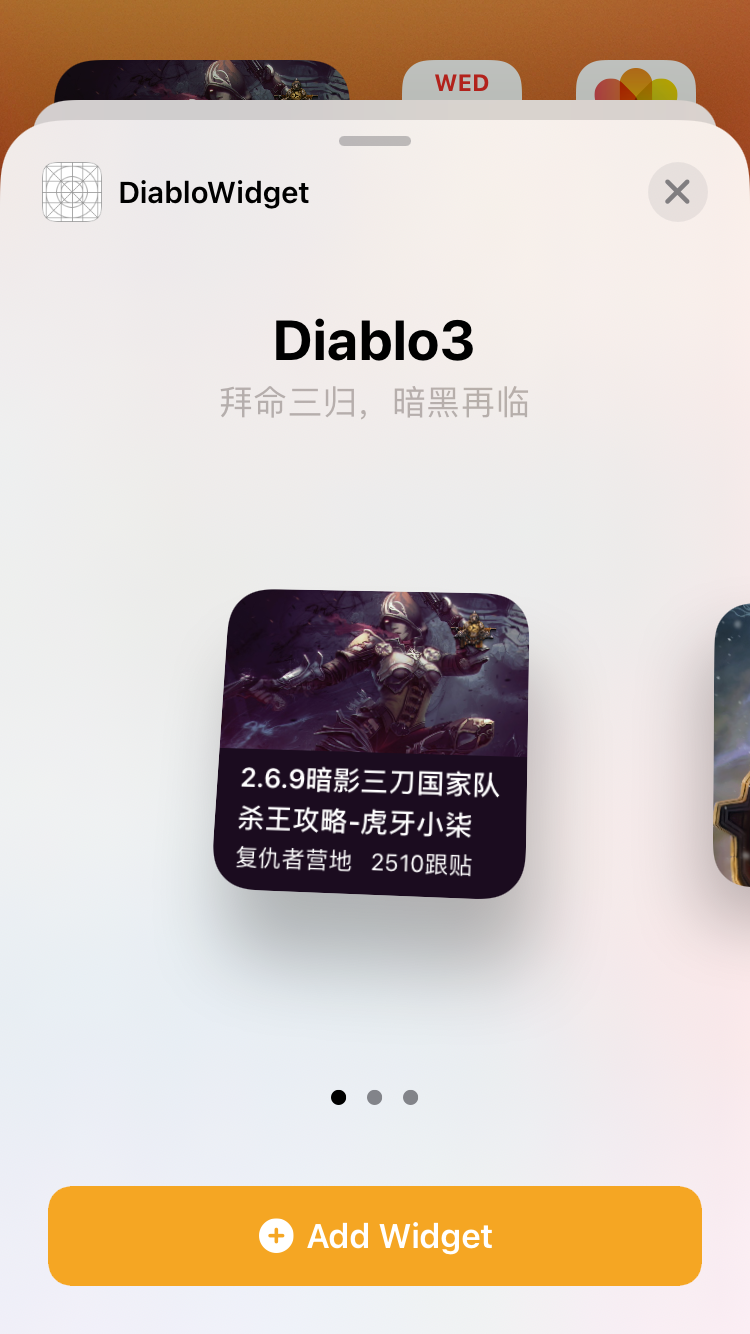 WED
DiabloWidget
Diablo3
拜命三归，暗黑再临
2.6.9暗影三刀国家队
杀王攻略-虎牙小柒
复仇者营地 2510跟贴
Add Widget